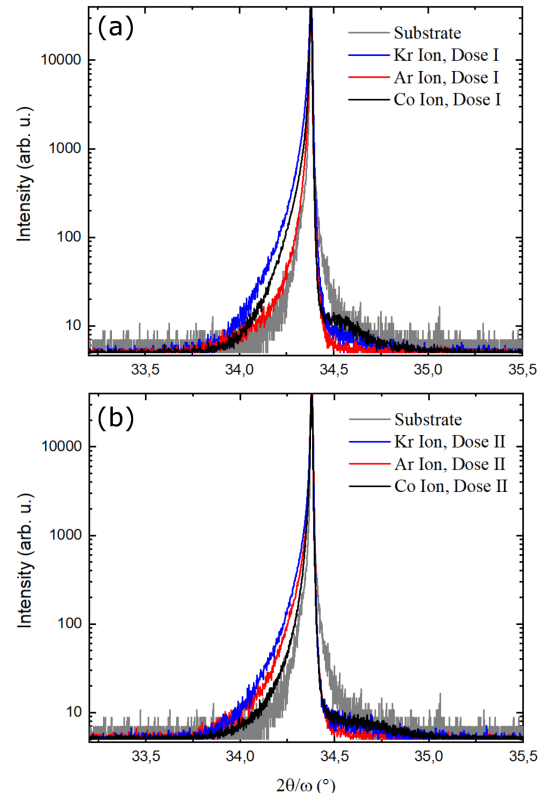 (a)
Substrate
Kr Ion, Dose I
Ar Ion, Dose I
Co Ion, Dose I
10000
1000
100
10
Intensity (arb. u.)
33,5
34,0
34,5
35,0
35,5
(b)
Substrate
Kr Ion, Dose II
Ar Ion, Dose II
Co Ion, Dose II
10000
1000
100
10
Intensity (arb. u.)
33,5
34,0
34,5
35,0
35,5
2θ/ω (°)